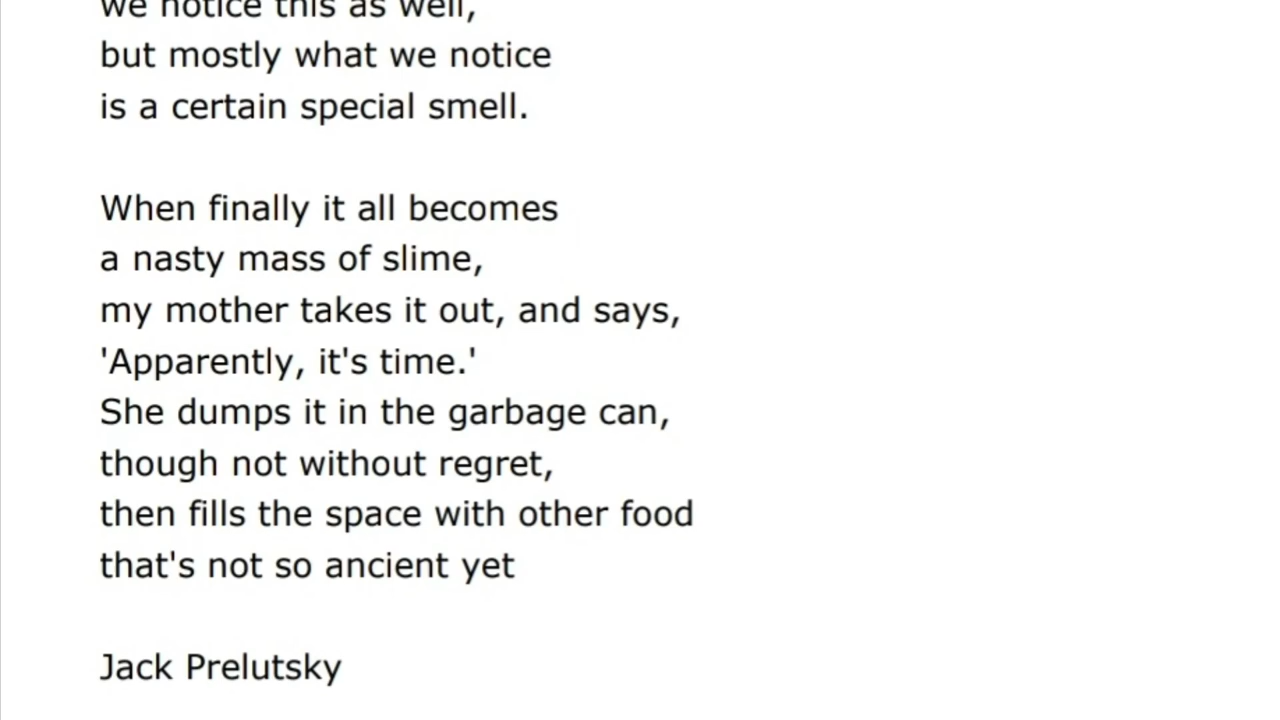 we notice this as well,
but mostly what we notice
is a certain special smell.
When finally it all becomes
a nasty mass of slime,
my mother takes it out, and says,
'Apparently, it's time.'
She dumps it in the garbage can,
though not without regret,
then fills the space with other food
that's not so ancient yet
Jack Prelutsky